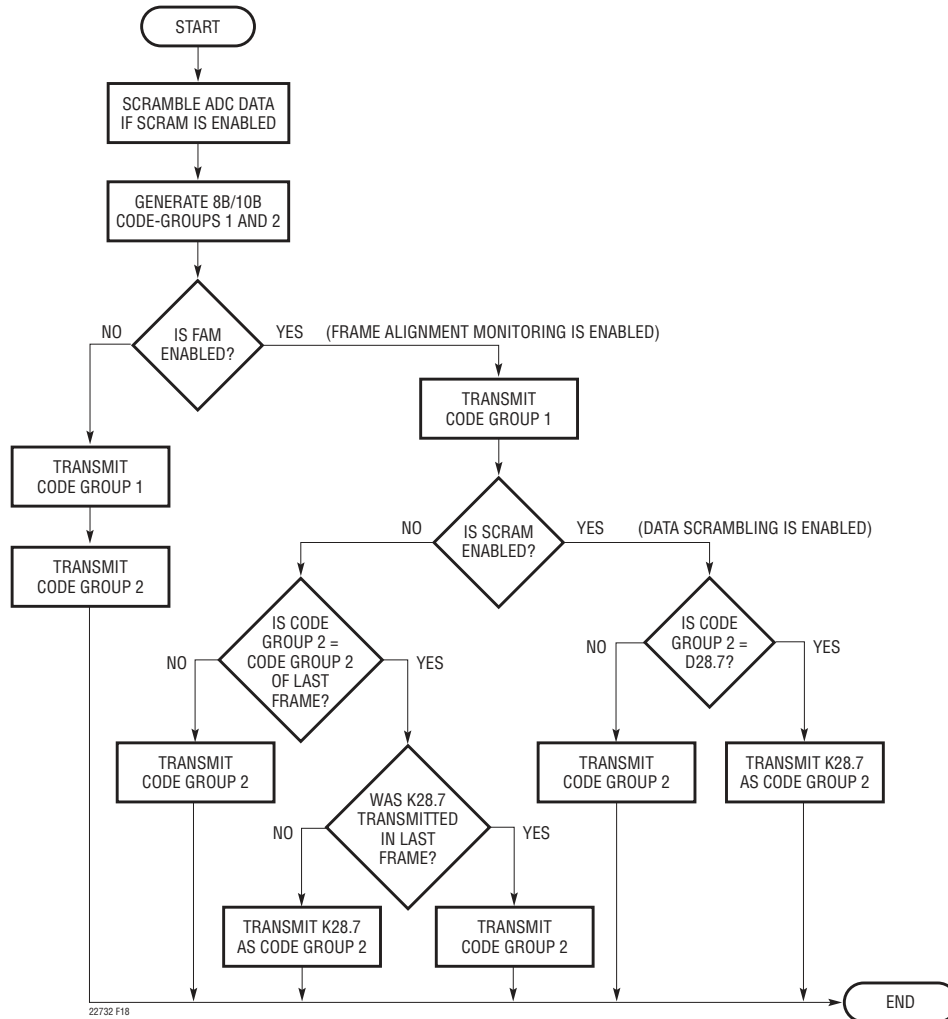 START
SCRAMBLE ADC DATA
IF SCRAM IS ENABLED
GENERATE 8B/10B
CODE-GROUPS 1 AND 2
IS FAM
ENABLED?
NO
YES
(FRAME ALIGNMENT MONITORING IS ENABLED)
TRANSMIT
CODE GROUP 1
TRANSMIT
CODE GROUP 2
TRANSMIT
CODE GROUP 1
IS SCRAM
ENABLED?
NO
YES
(DATA SCRAMBLING IS ENABLED)
IS CODE
GROUP 2 =
CODE GROUP 2
OF LAST
FRAME?
NO
YES
TRANSMIT
CODE GROUP 2
WAS K28.7
TRANSMITTED
IN LAST
FRAME?
NO
YES
TRANSMIT K28.7
AS CODE GROUP 2
TRANSMIT
CODE GROUP 2
IS CODE
GROUP 2 =
D28.7?
NO
YES
TRANSMIT
CODE GROUP 2
TRANSMIT K28.7
AS CODE GROUP 2
END
22732 F18